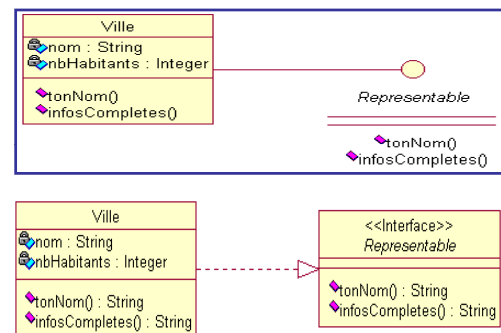 Ville
nom : String
nbHabitants : Integer
tonNom()
infosCompletes()
Representable
tonNom()
infosCompletes()
Ville
nom : String
nbHabitants : Integer
tonNom() : String
infosCompletes() : String
<<Interface>>
Representable
tonNom() : String
infosCompletes() : String